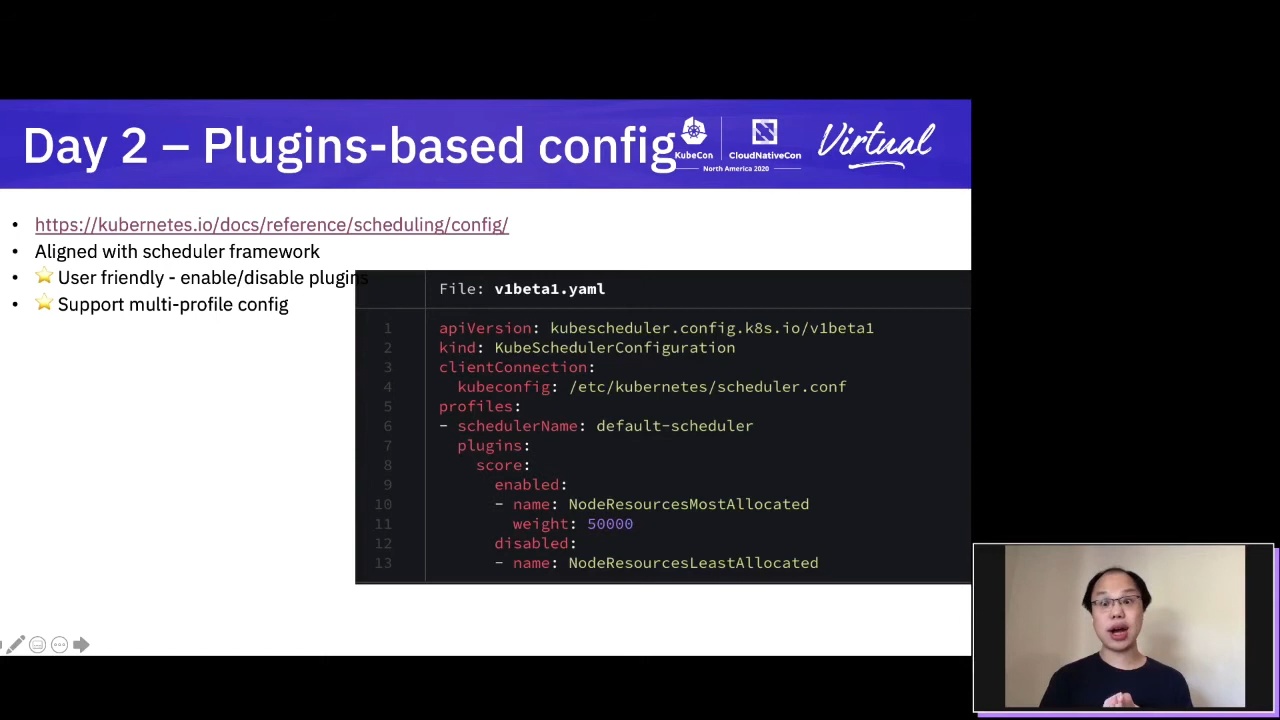 Day 2 – Plugins-based config
KubeCon
CloudNativeCon
North America 2020
Virtual
• https://kubernetes.io/docs/reference/scheduling/config/
• Aligned with scheduler framework
• ⭐ User friendly - enable/disable plugins
• ⭐ Support multi-profile config
File: v1beta1.yaml
1 apiVersion: kubescheduler.config.k8s.io/v1beta1
2 kind: KubeSchedulerConfiguration
3 clientConnection:
4   kubeconfig: /etc/kubernetes/scheduler.conf
5 profiles:
6 - schedulerName: default-scheduler
7   plugins:
8     score:
9       enabled:
10       - name: NodeResourcesMostAllocated
11         weight: 50000
12       disabled:
13       - name: NodeResourcesLeastAllocated